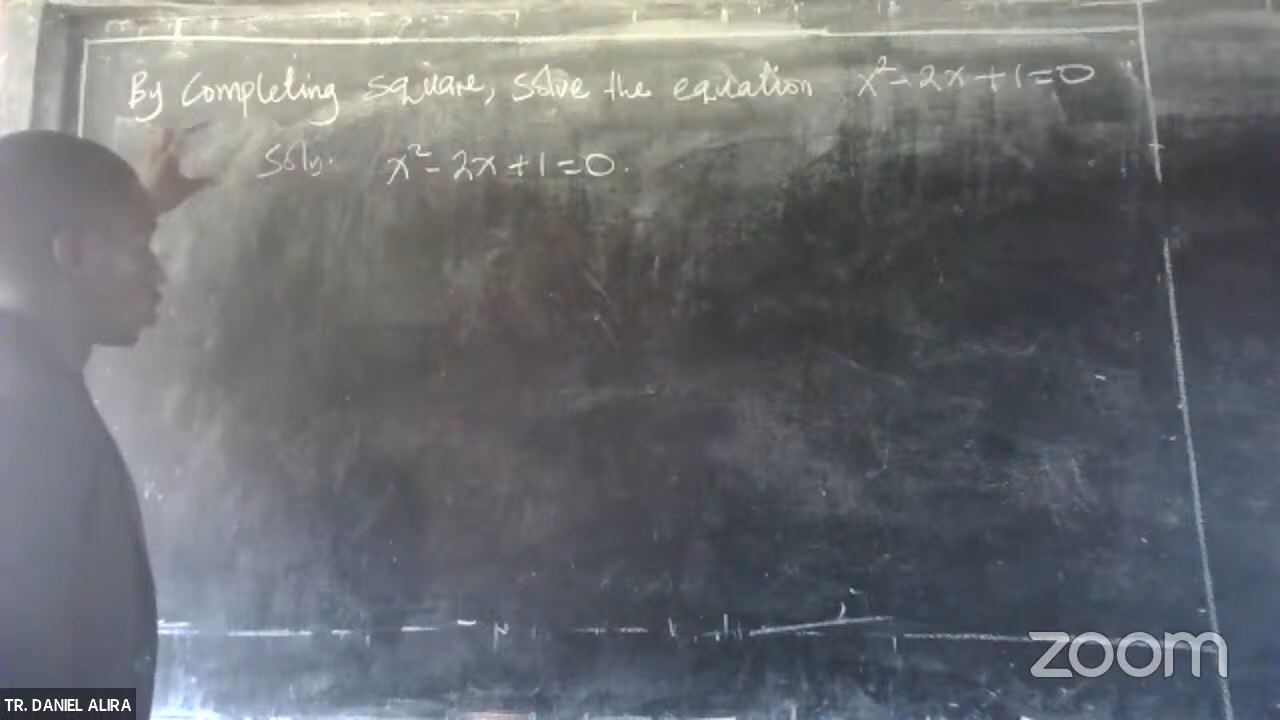 By Completing square, solve the equation x² - 2x + 1 = 0
Soln. x² - 2x + 1 = 0.
zoom
TR. DANIEL ALIRA